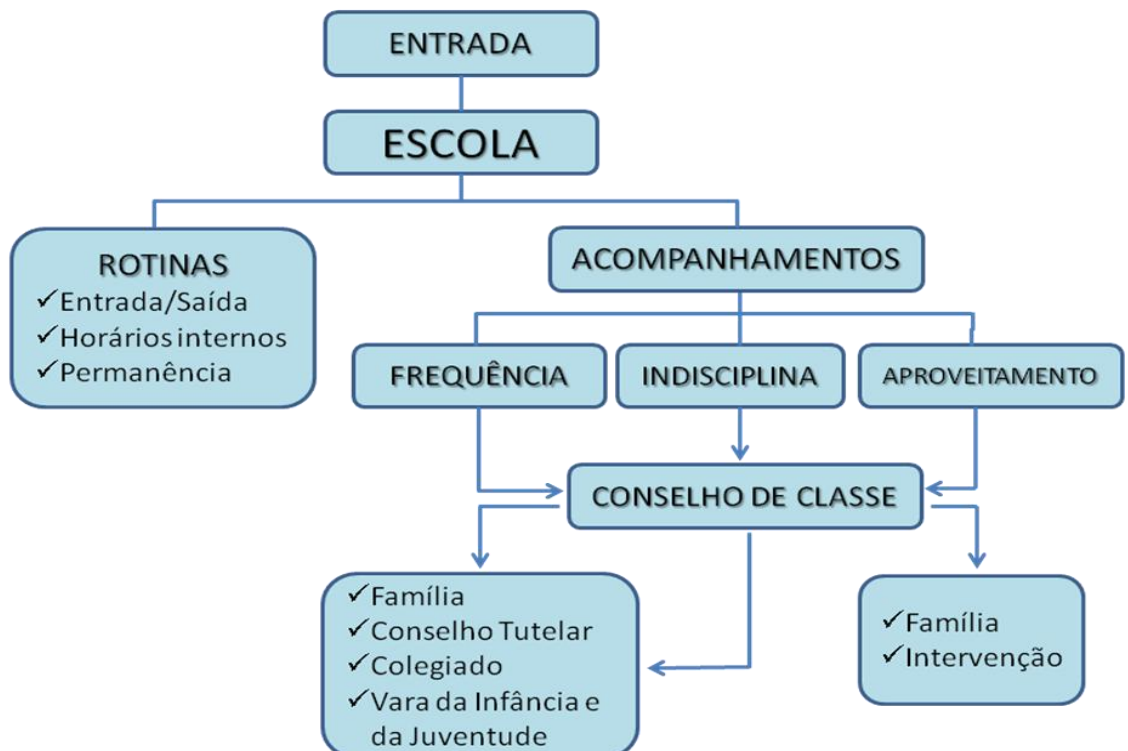 ENTRADA
ESCOLA
ROTINAS
✓Entrada/Saída
✓Horários internos
✓Permanência
ACOMPANHAMENTOS
FREQUÊNCIA
INDISCIPLINA
APROVEITAMENTO
CONSELHO DE CLASSE
✓Família
✓Conselho Tutelar
✓Colegiado
✓Vara da Infância e
da Juventude
✓Família
✓Intervenção